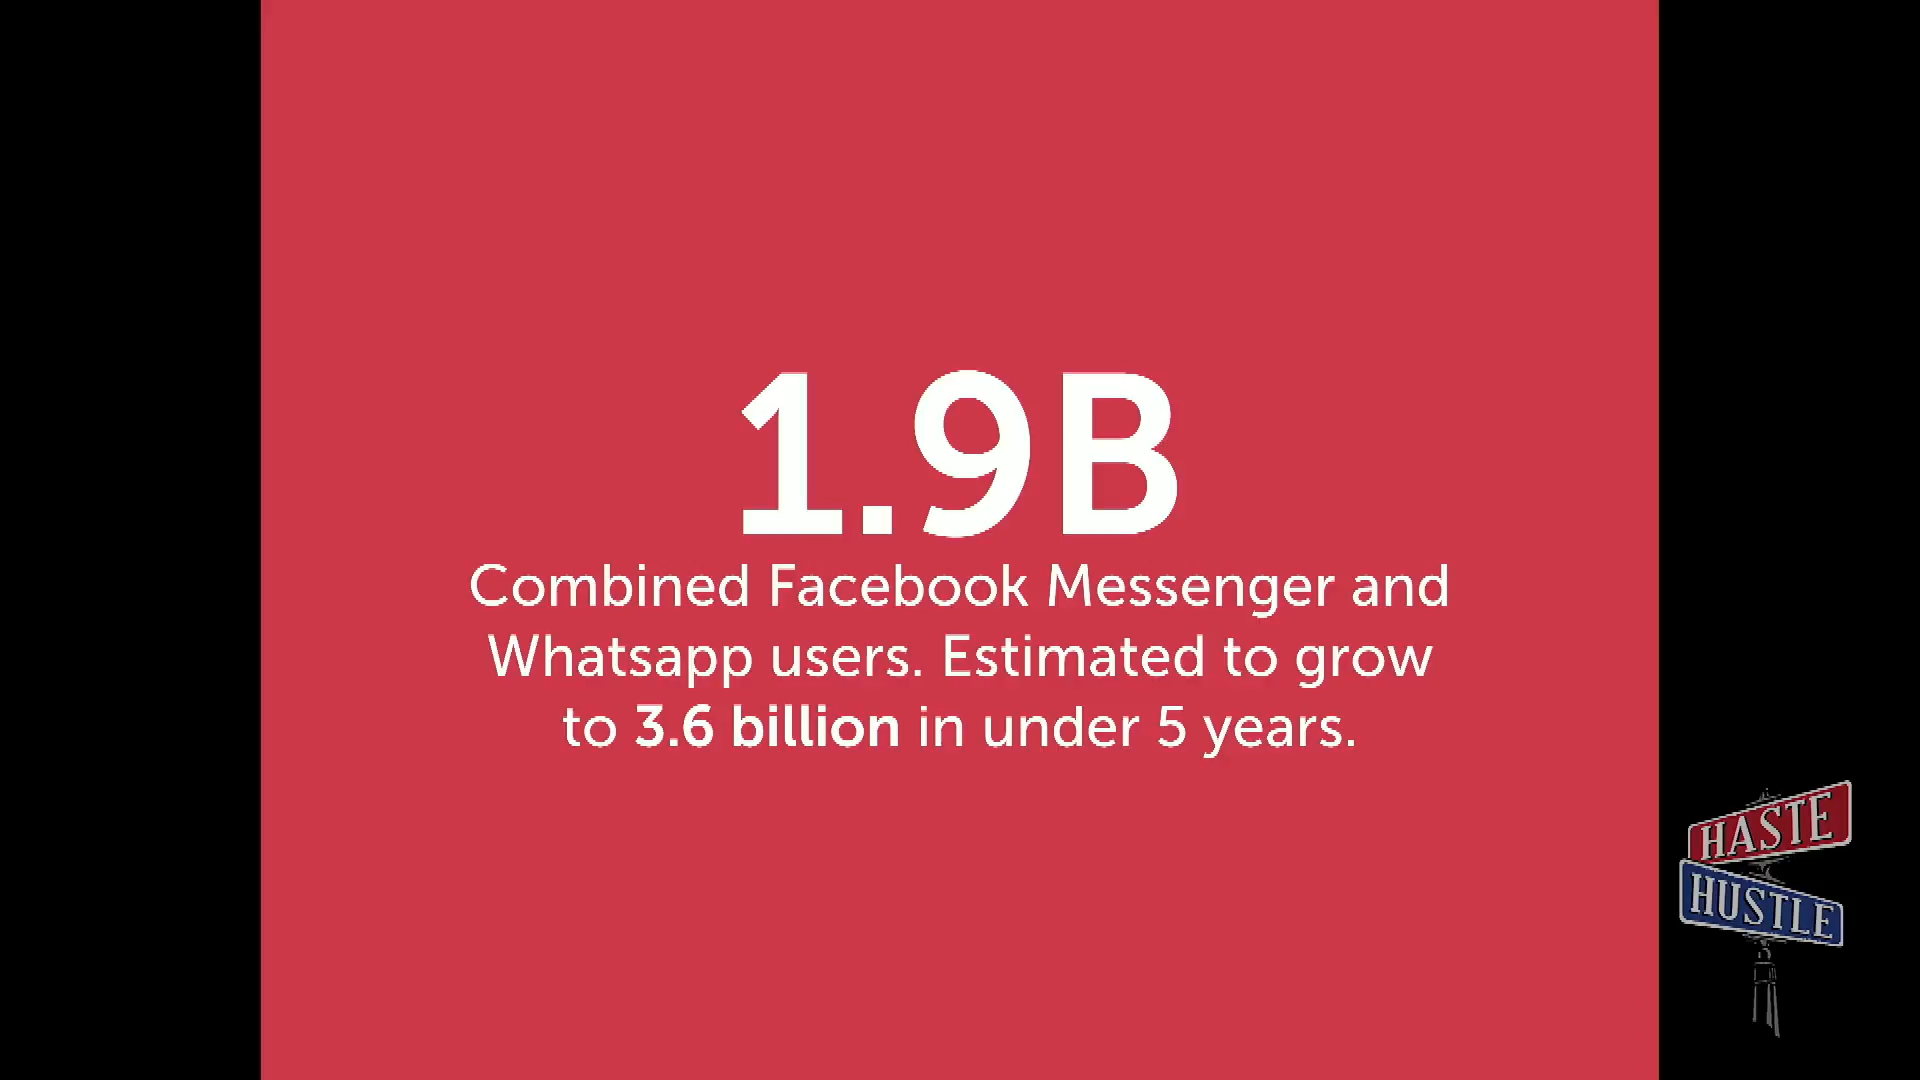 1.9B
Combined Facebook Messenger and
Whatsapp users. Estimated to grow
to 3.6 billion in under 5 years.
HASTE
HUSTLE